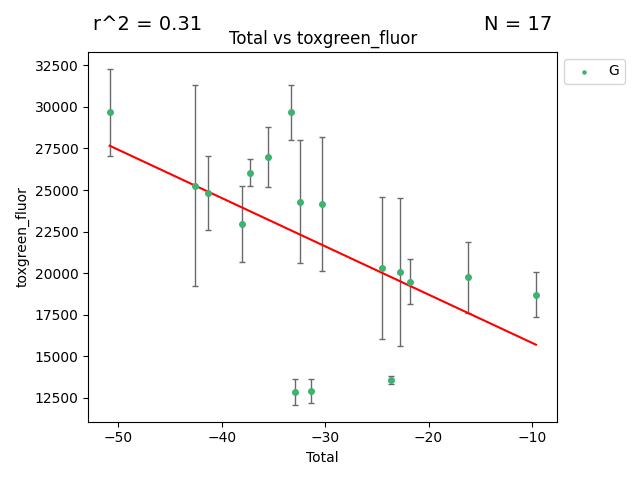 r^2 = 0.31
N = 17
Total vs toxgreen_fluor
G
toxgreen_fluor
32500
30000
27500
25000
22500
20000
17500
15000
12500
−50
−40
−30
−20
−10
Total